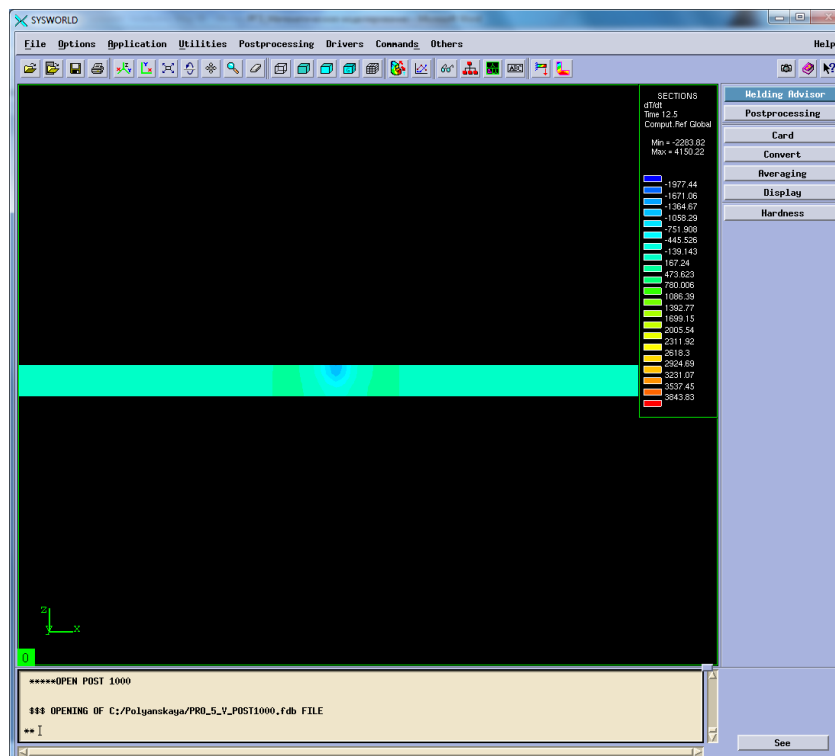 SYSWORLD
File Options Application Utilities Postprocessing Drivers Commands Others Help
ABC
SECTIONS
dT/dt
Time 12.5
Comput.Ref Global
Min = -2283.82
Max = 4150.22
-1977.44
-1671.06
-1364.67
-1058.29
-751.908
-445.526
-139.143
167.24
473.623
780.006
1086.39
1392.77
1699.15
2005.54
2311.92
2618.3
2924.69
3231.07
3537.45
3843.83
Welding Advisor
Postprocessing
Card
Convert
Averaging
Display
Hardness
z
y x
0
*****OPEN POST 1000
$$$ OPENING OF C:/Polyanskaya/PRO_5_V_POST1000.fdb FILE
**
See